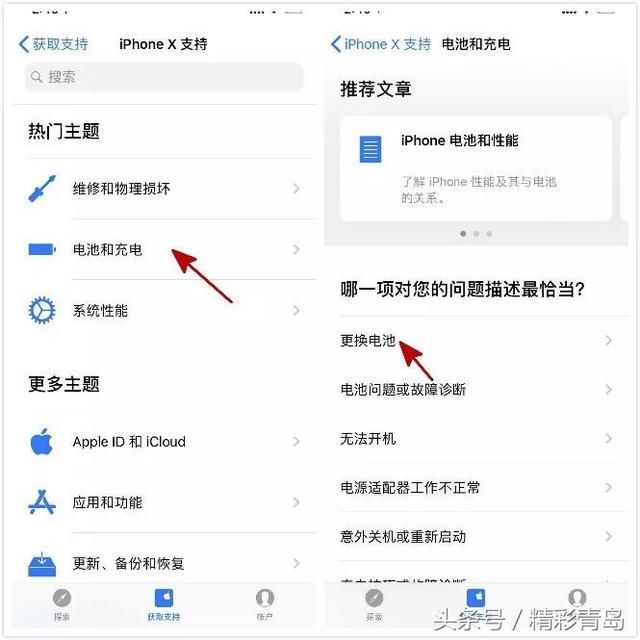 获取支持
iPhone X 支持
搜索
热门主题
维修和物理损坏
电池和充电
系统性能
更多主题
Apple ID 和 iCloud
应用和功能
更新、备份和恢复
探索
获取支持
帐户
iPhone X 支持
电池和充电
推荐文章
iPhone 电池和性能
了解 iPhone 性能及其与电池
的关系。
哪一项对您的问题描述最恰当?
更换电池
电池问题或故障诊断
无法开机
电源适配器工作不正常
意外关机或重新启动
探索
头条号／精彩青岛